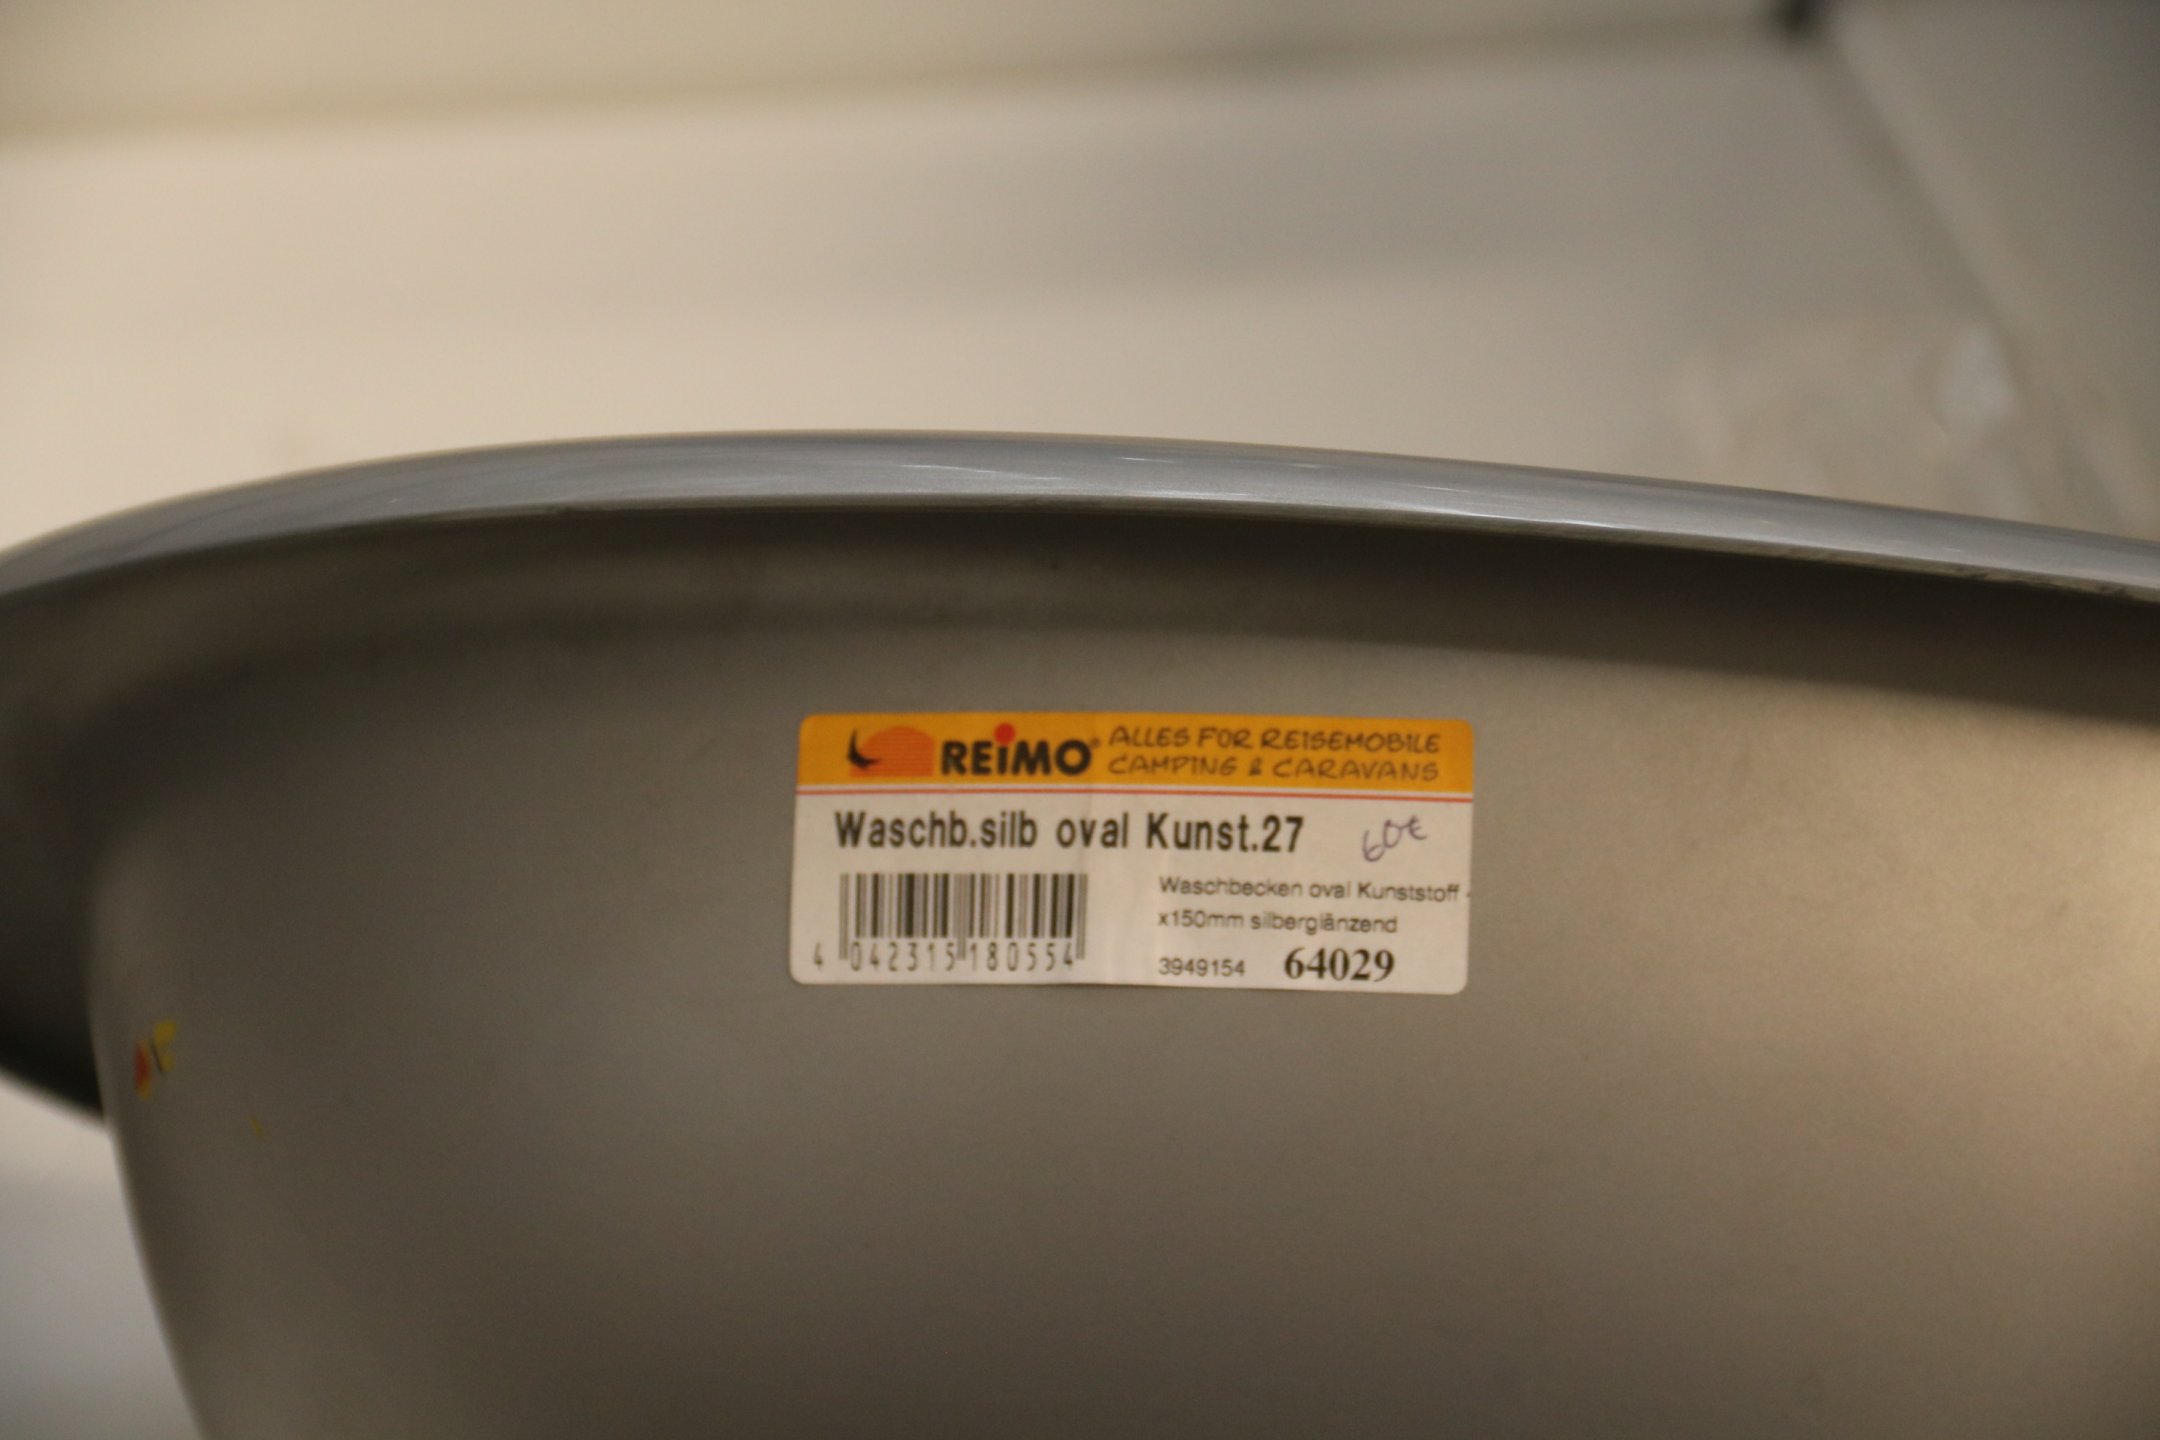 REiMO® ALLES FÜR REISEMOBILE
CAMPING & CARAVANS
Waschb.silb oval Kunst.27
60€
Waschbecken oval Kunststoff
x150mm silberglänzend
4 042315 180554
3949154 64029